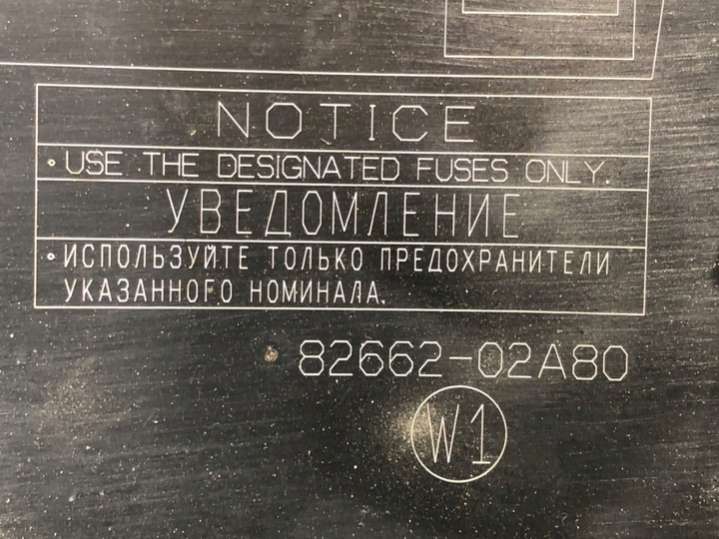 NOTICE
• USE THE DESIGNATED FUSES ONLY.
УВЕДОМЛЕНИЕ
• ИСПОЛЬЗУЙТЕ ТОЛЬКО ПРЕДОХРАНИТЕЛИ
УКАЗАННОГО НОМИНАЛА.
82662-02A80
W1